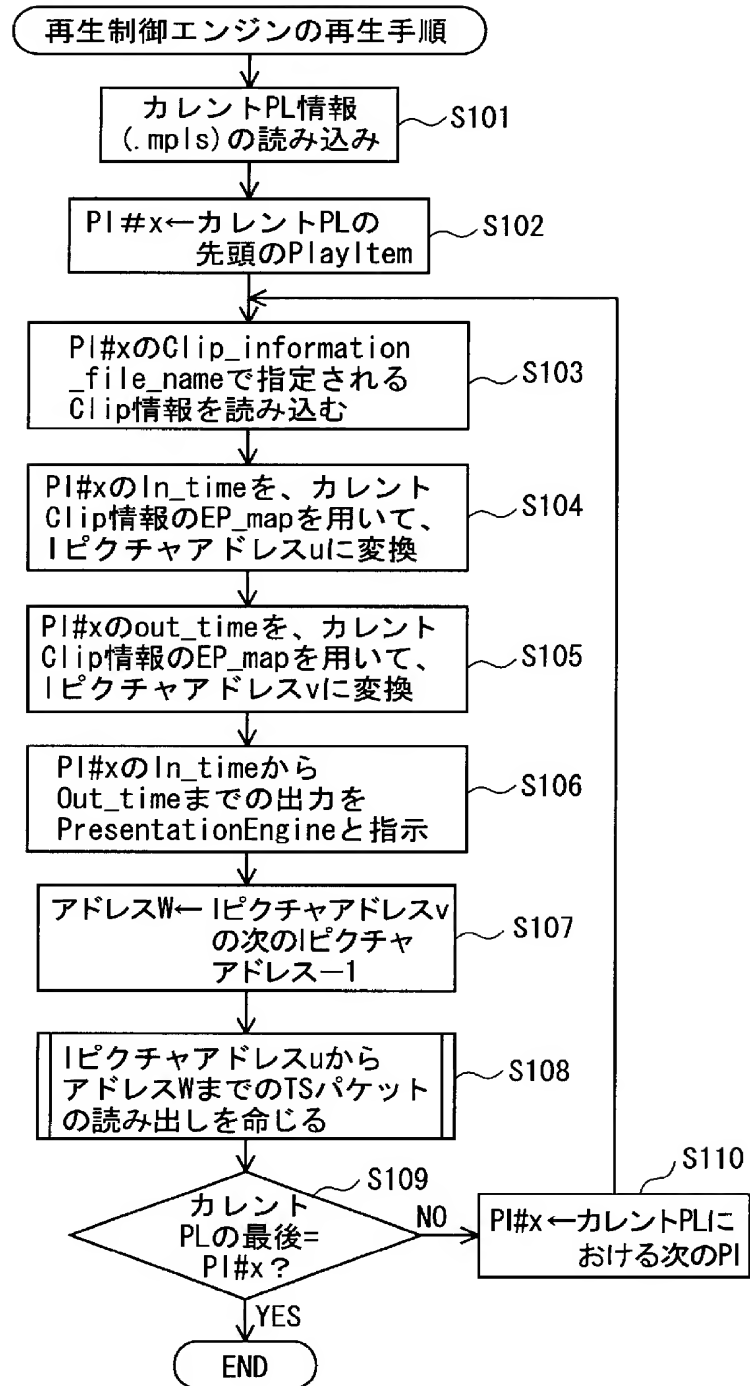 再生制御エンジンの再生手順
カレントPL情報
(.mpls)の読み込み
S101
PI#x←カレントPLの
先頭のPlayItem
S102
PI#xのClip_information
_file_nameで指定される
Clip情報を読み込む
S103
PI#xのIn_timeを、カレント
Clip情報のEP_mapを用いて、
Iピクチャアドレスuに変換
S104
PI#xのout_timeを、カレント
Clip情報のEP_mapを用いて、
Iピクチャアドレスvに変換
S105
PI#xのIn_timeから
Out_timeまでの出力を
PresentationEngineと指示
S106
アドレスW←Iピクチャアドレスv
の次のIピクチャ
アドレス−1
S107
Iピクチャアドレスuから
アドレスWまでのTSパケット
の読み出しを命じる
S108
カレント
PLの最後=
PI#x?
S109
NO
PI#x←カレントPLに
おける次のPI
S110
YES
END